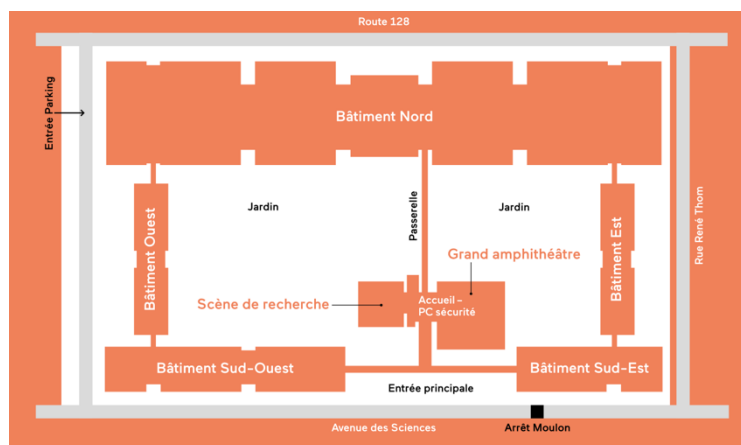 Route 128
Entrée Parking
Bâtiment Nord
Jardin
Passerelle
Jardin
Bâtiment Ouest
Bâtiment Est
Rue René Thom
Grand amphithéâtre
Scène de recherche
Accueil –
PC sécurité
Bâtiment Sud-Ouest
Bâtiment Sud-Est
Entrée principale
Avenue des Sciences
Arrêt Moulon